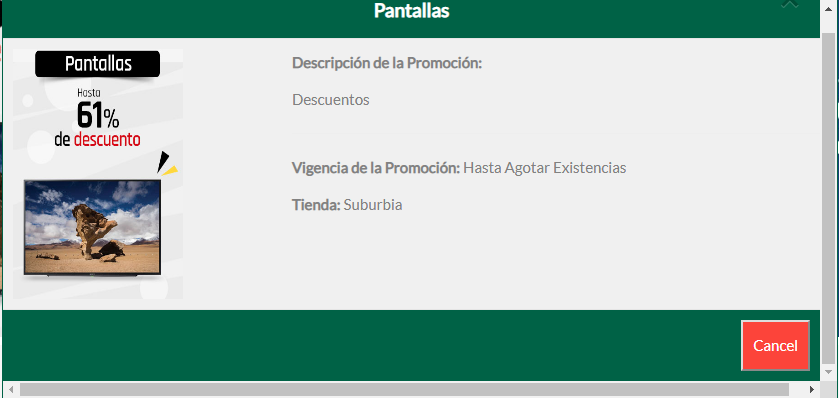 Pantallas
Pantallas
Hasta
61%
de descuento
Descripción de la Promoción:
Descuentos
Vigencia de la Promoción: Hasta Agotar Existencias
Tienda: Suburbia
Cancel